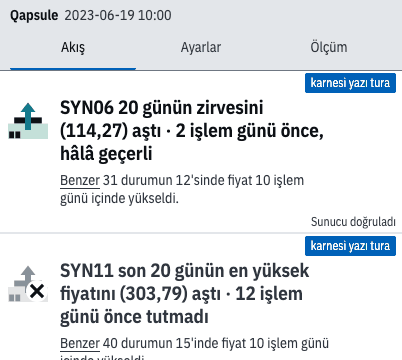 Qapsule 2023-06-19 10:00
Akış Ayarlar Ölçüm
karnesi yazı tura
SYN06 20 günün zirvesini
(114,27) aştı · 2 işlem günü önce,
hâlâ geçerli
Benzer 31 durumun 12'sinde fiyat 10 işlem
günü içinde yükseldi.
Sunucu doğruladı
karnesi yazı tura
SYN11 son 20 günün en yüksek
fiyatını (303,79) aştı · 12 işlem
günü önce tutmadı
Benzer 40 durumun 15'inde fiyat 10 işlem günü
içinde yükseldi.